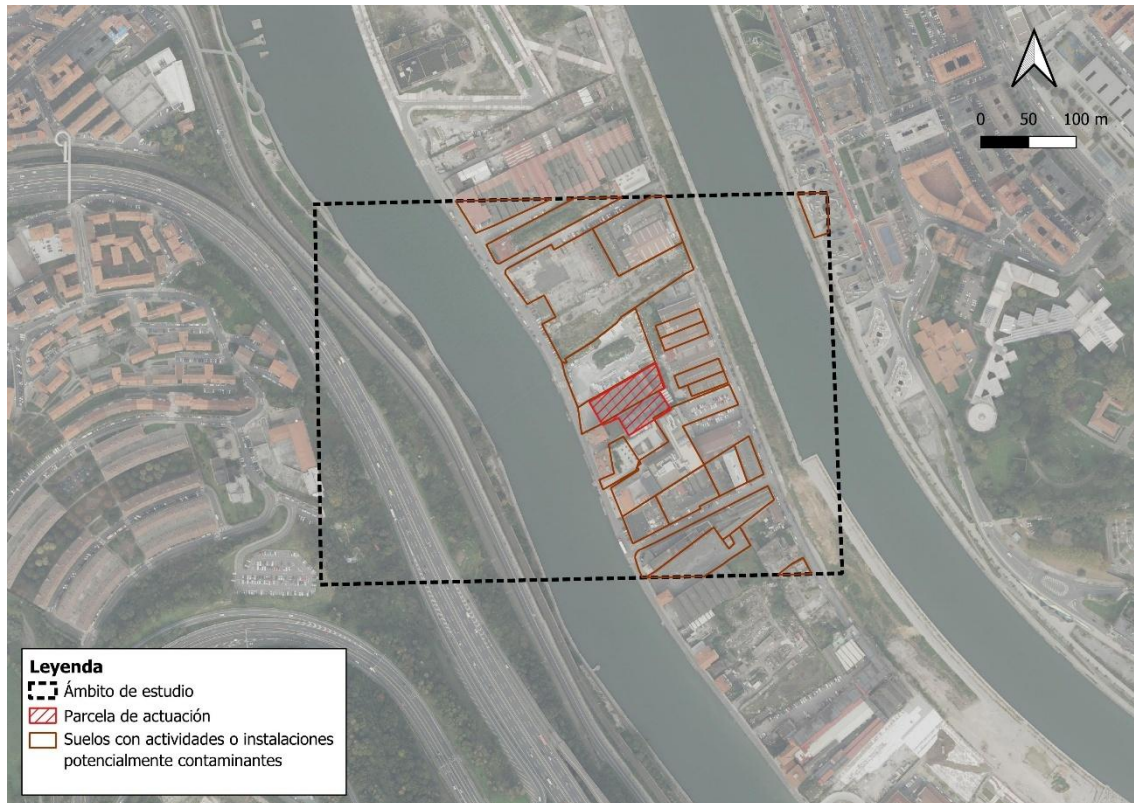 0 50 100 m
Leyenda
Ámbito de estudio
Parcela de actuación
Suelos con actividades o instalaciones
potencialmente contaminantes